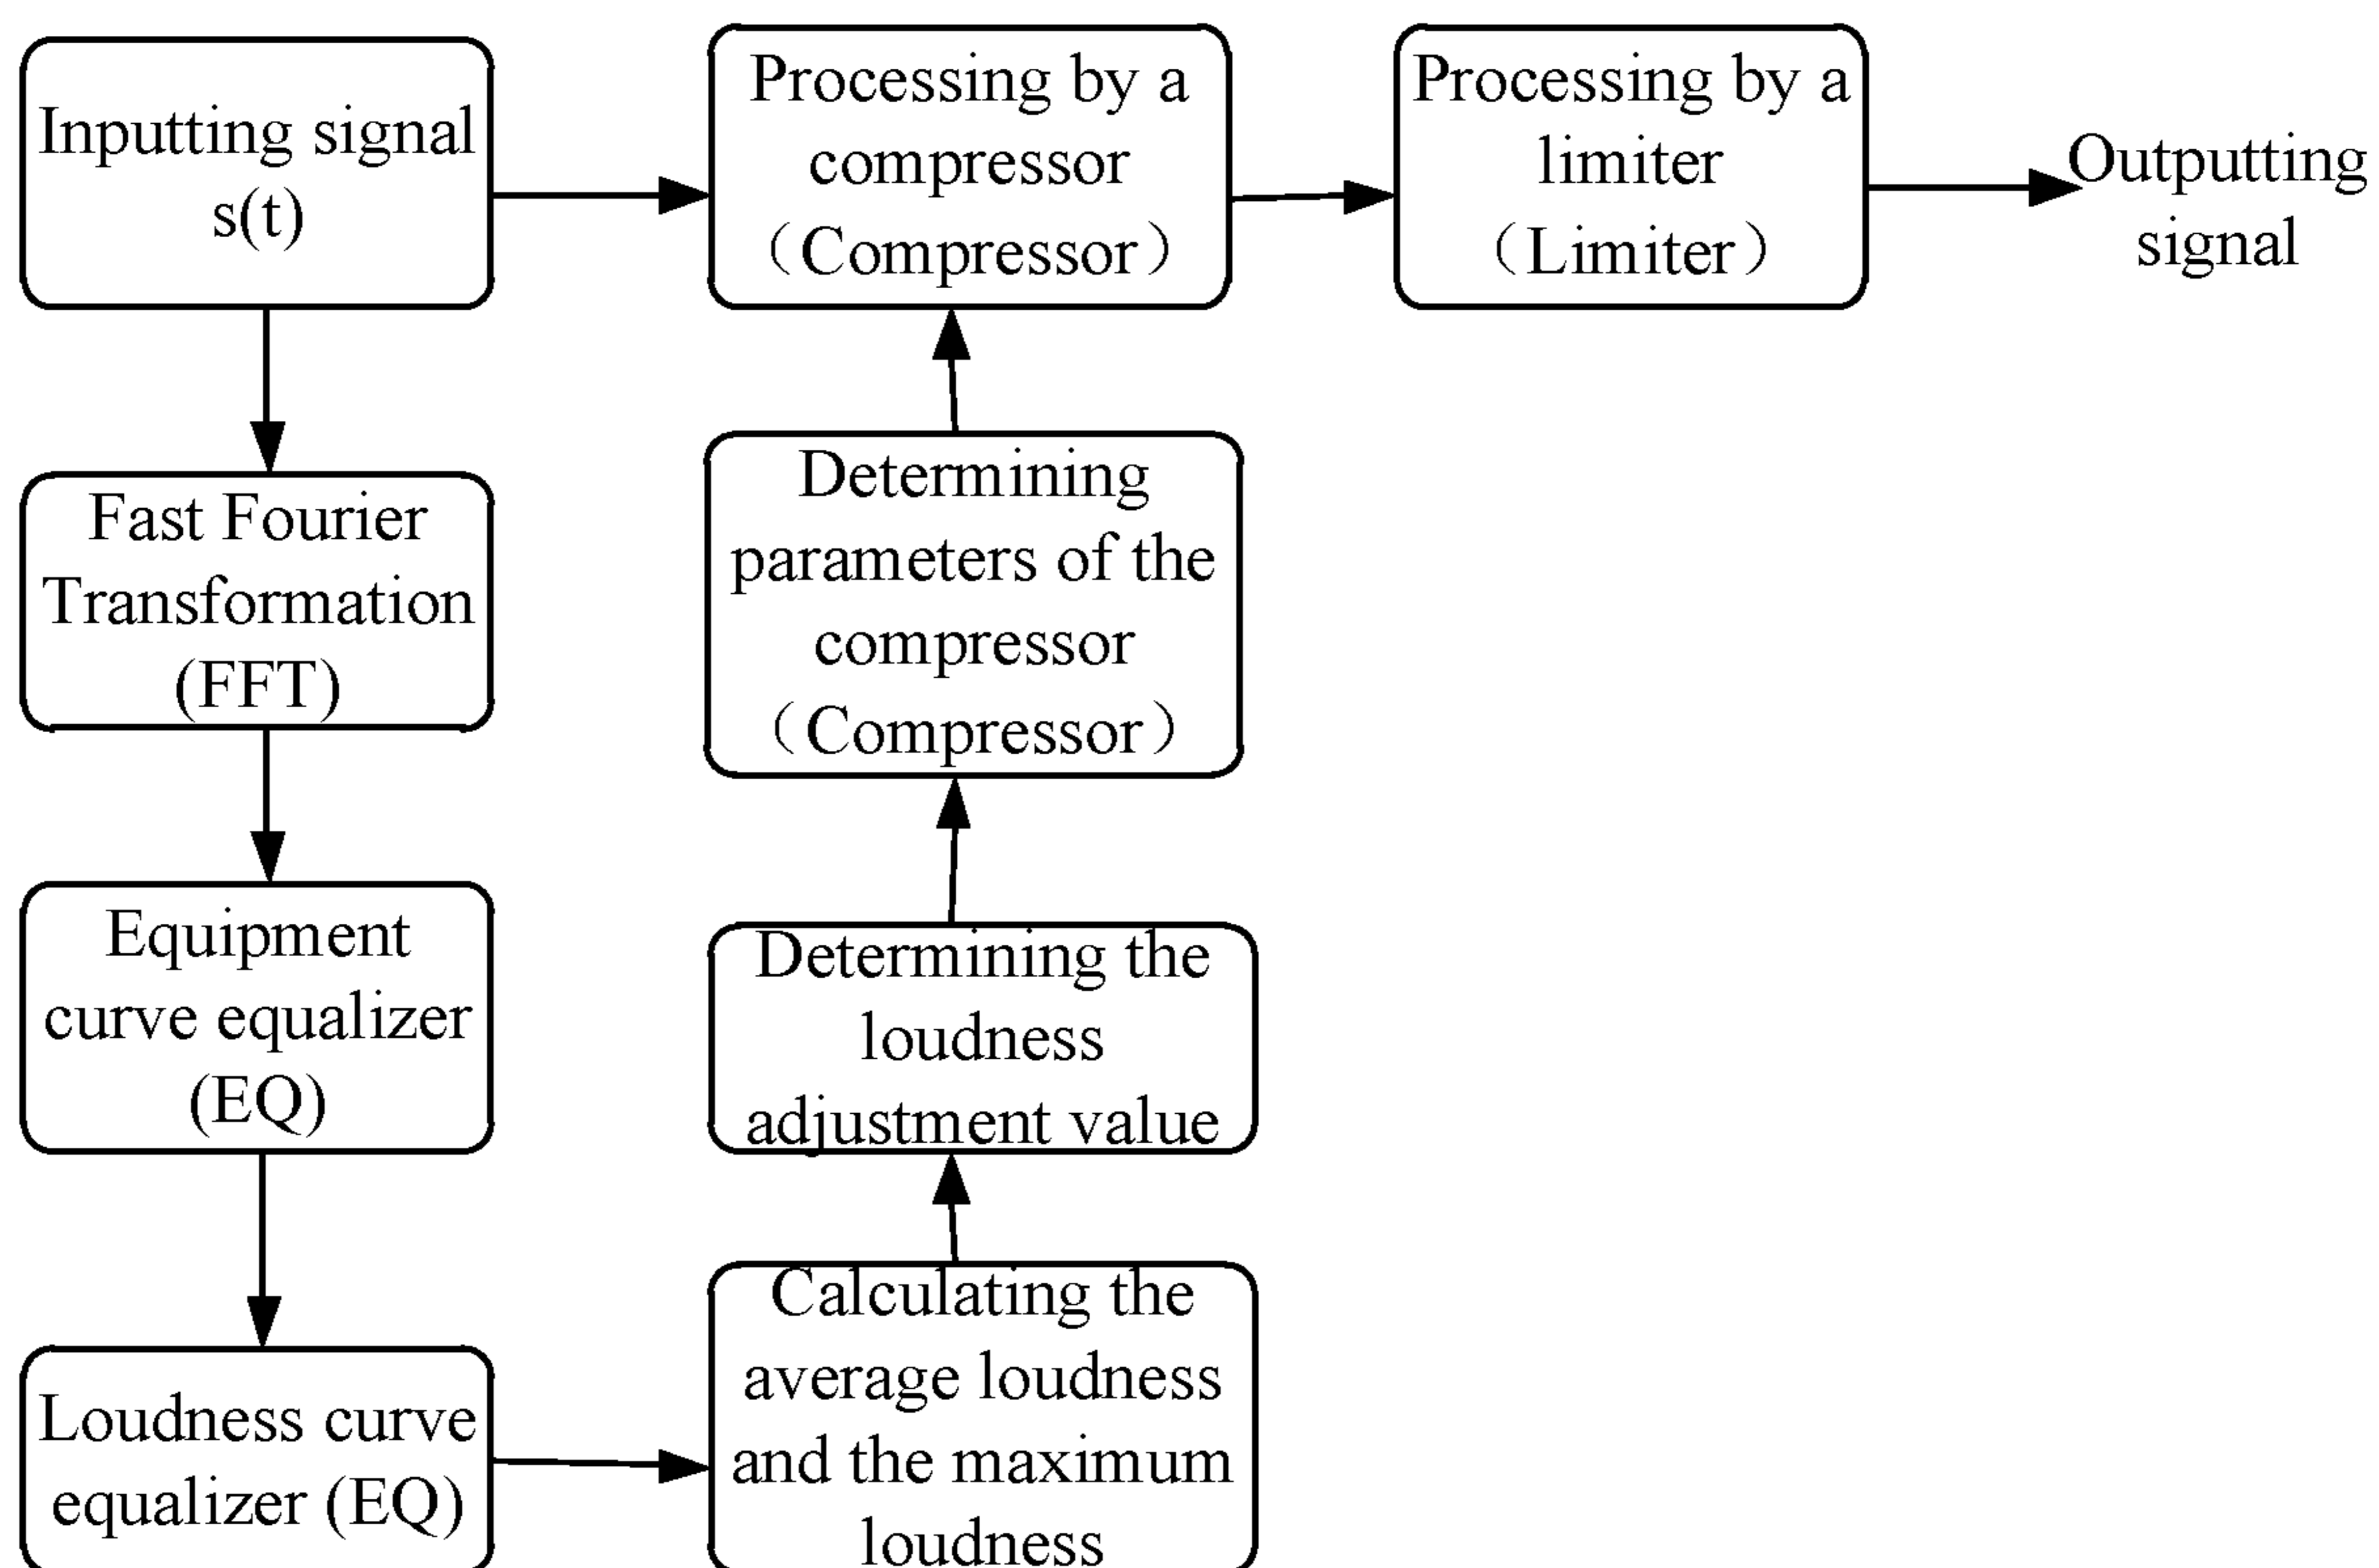 Inputting signal
s(t)
Processing by a
compressor
（Compressor）
Processing by a
limiter
（Limiter）
Outputting
signal
Fast Fourier
Transformation
(FFT)
Determining
parameters of the
compressor
（Compressor）
Equipment
curve equalizer
(EQ)
Determining the
loudness
adjustment value
Loudness curve
equalizer (EQ)
Calculating the
average loudness
and the maximum
loudness